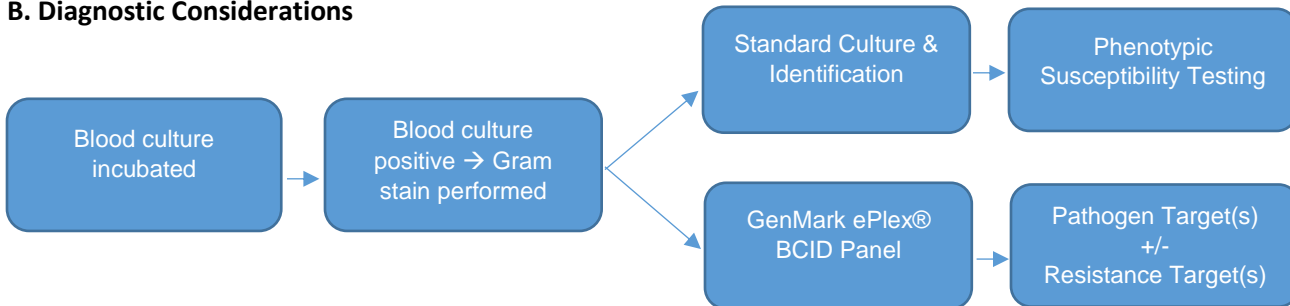 B. Diagnostic Considerations
Blood culture
incubated
Blood culture
positive → Gram
stain performed
Standard Culture &
Identification
Phenotypic
Susceptibility Testing
GenMark ePlex®
BCID Panel
Pathogen Target(s)
+/-
Resistance Target(s)